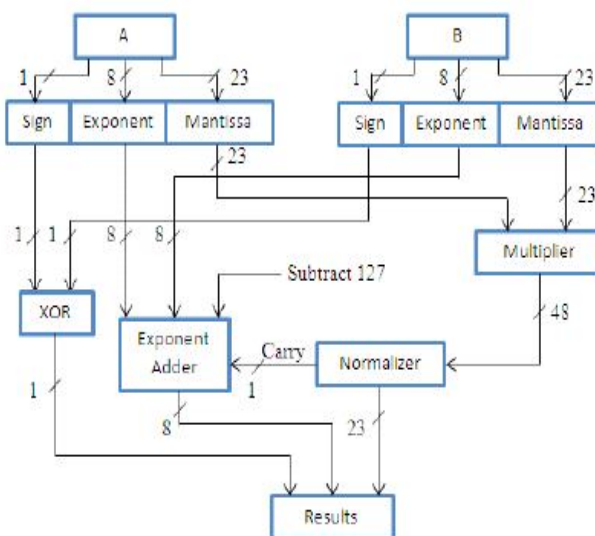 A
B
1
8
23
1
8
23
Sign
Exponent
Mantissa
Sign
Exponent
Mantissa
23
23
1
1
8
8
Multiplier
Subtract 127
XOR
48
Exponent
Adder
Carry
1
Normalizer
1
8
23
Results